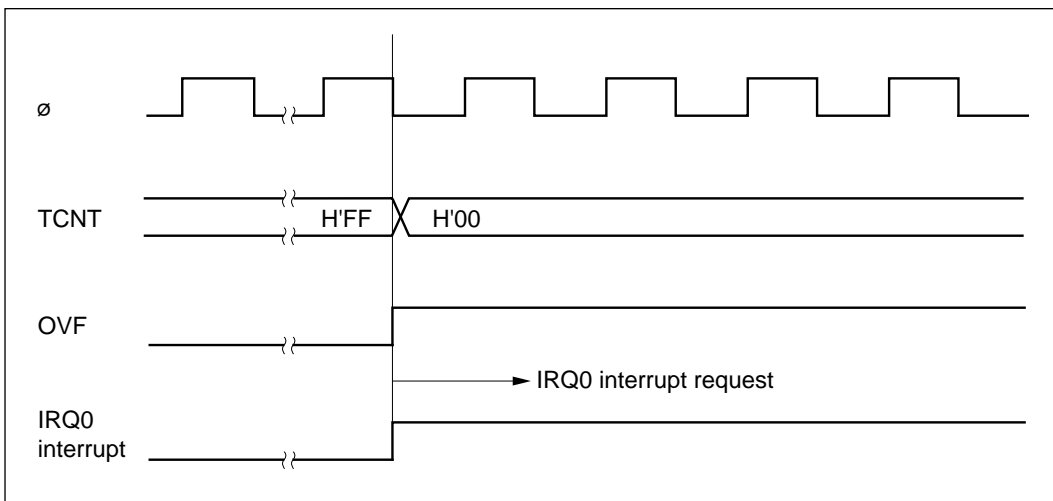 ø
TCNT H'FF H'00
OVF
IRQ0 interrupt request
IRQ0
interrupt